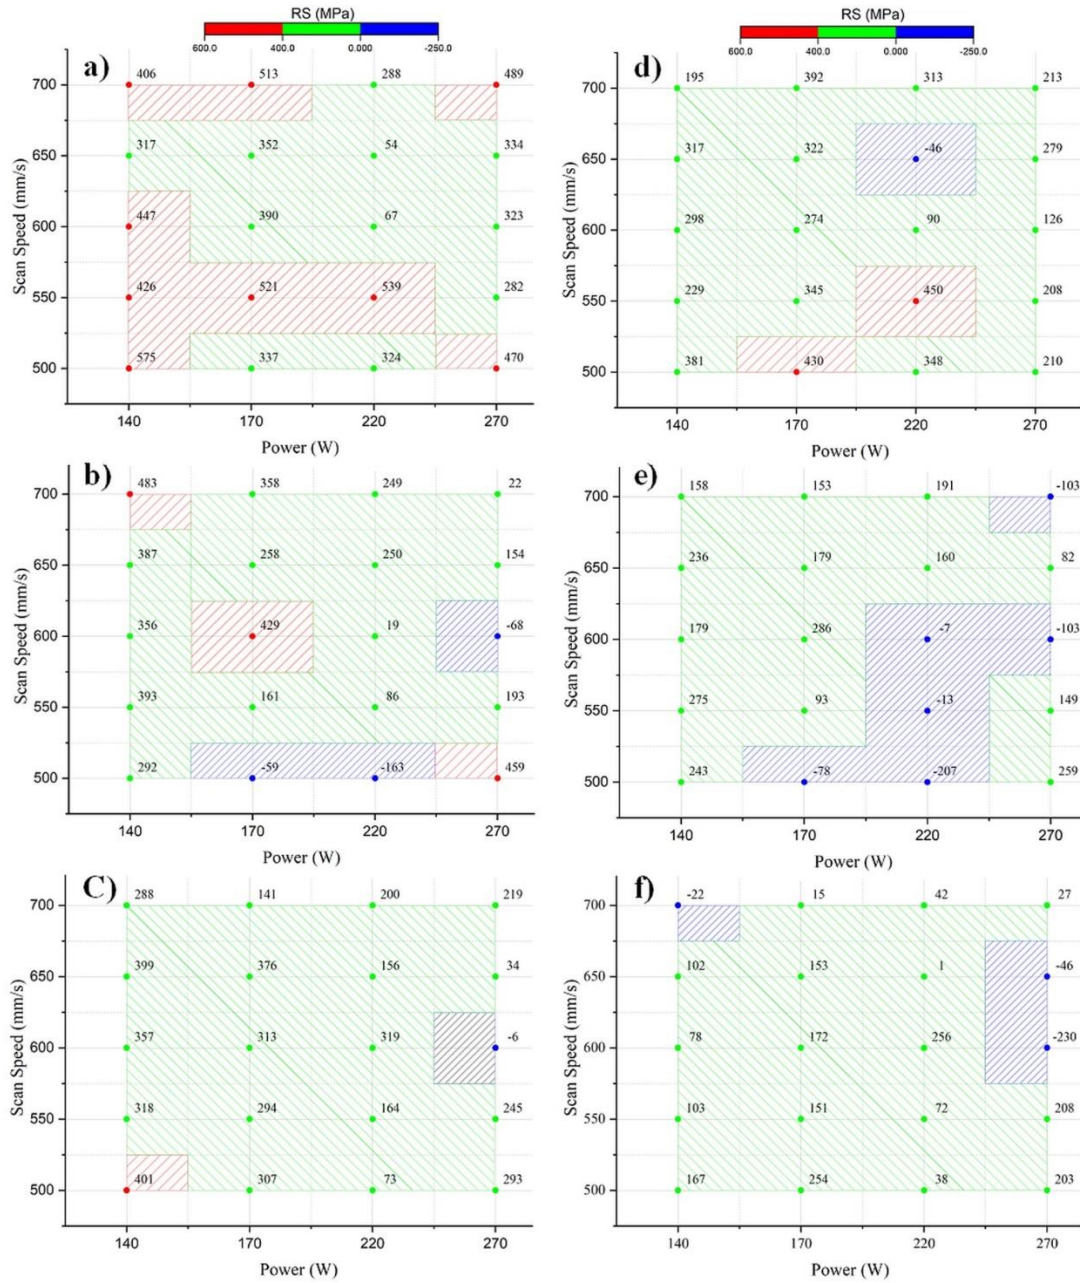 RS (MPa)
600.0 400.0 0.000 -250.0
a)
700 406 513 288 489
650 317 352 54 334
600 447 390 67 323
550 426 521 539 282
500 575 337 324 470
140 170 220 270
Scan Speed (mm/s)
Power (W)
RS (MPa)
600.0 400.0 0.000 -250.0
d)
700 195 392 313 213
650 317 322 -46 279
600 298 274 90 126
550 229 345 450 208
500 381 430 348 210
140 170 220 270
Scan Speed (mm/s)
Power (W)
b)
700 483 358 249 22
650 387 258 250 154
600 356 429 19 -68
550 393 161 86 193
500 292 -59 -163 459
140 170 220 270
Scan Speed (mm/s)
Power (W)
e)
700 158 153 191 -103
650 236 179 160 82
600 179 286 -7 -103
550 275 93 -13 149
500 243 -78 -207 259
140 170 220 270
Scan Speed (mm/s)
Power (W)
C)
700 288 141 200 219
650 399 376 156 34
600 357 313 319 -6
550 318 294 164 245
500 401 307 73 293
140 170 220 270
Scan Speed (mm/s)
Power (W)
f)
700 -22 15 42 27
650 102 153 1 -46
600 78 172 256 -230
550 103 151 72 208
500 167 254 38 203
140 170 220 270
Scan Speed (mm/s)
Power (W)